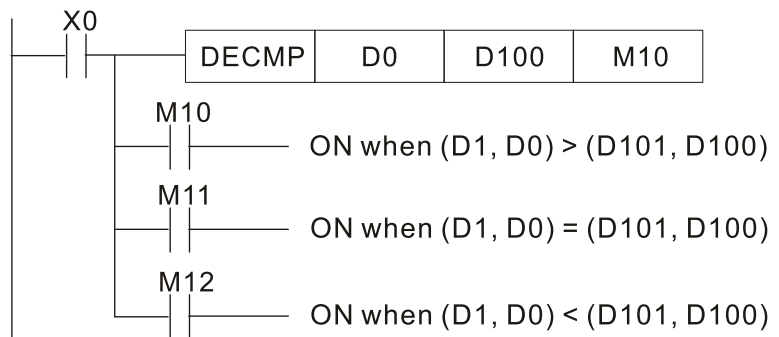 X0
DECMP D0 D100 M10
M10
ON when (D1, D0) > (D101, D100)
M11
ON when (D1, D0) = (D101, D100)
M12
ON when (D1, D0) < (D101, D100)